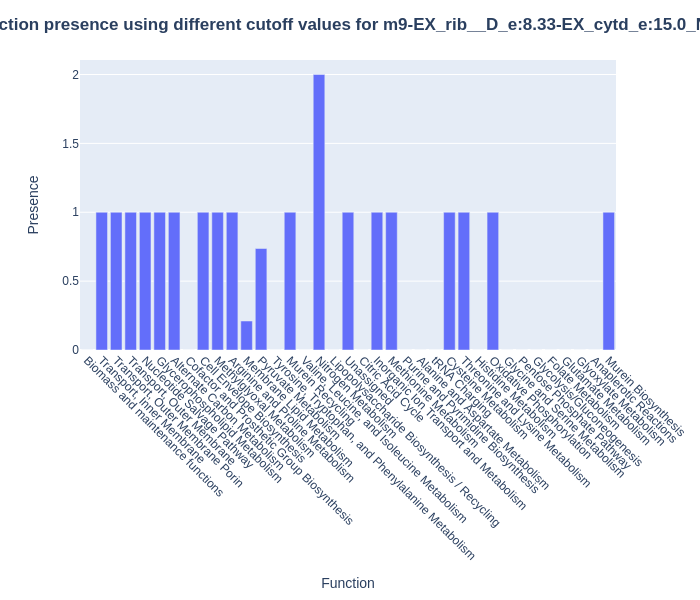 ction presence using different cutoff values for m9-EX_rib__D_e:8.33-EX_cytd_e:15.0_
2
1.5
1
0.5
0
Presence
Biomass and maintenance functions
Transport, Inner Membrane
Transport, Outer Membrane Porin
Transport, Outer Membrane
Nucleotide Salvage Pathway
Glycerophospholipid Metabolism
Alternate Carbon Metabolism
Cofactor and Prosthetic Group Biosynthesis
Cell Envelope Biosynthesis
Methylglyoxal Metabolism
Arginine and Proline Metabolism
Membrane Lipid Metabolism
Pyruvate Metabolism
Tyrosine, Tryptophan, and Phenylalanine Metabolism
Murein Recycling
Valine, Leucine, and Isoleucine Metabolism
Nitrogen Metabolism
Lipopolysaccharide Biosynthesis / Recycling
Unassigned
Citric Acid Cycle
Inorganic Ion Transport and Metabolism
Methionine Metabolism
Purine and Pyrimidine Biosynthesis
Alanine and Aspartate Metabolism
tRNA Charging
Cysteine Metabolism
Threonine and Lysine Metabolism
Histidine Metabolism
Oxidative Phosphorylation
Glycine and Serine Metabolism
Pentose Phosphate Pathway
Glycolysis/Gluconeogenesis
Folate Metabolism
Glutamate Metabolism
Glyoxylate Metabolism
Anaplerotic Reactions
Murein Biosynthesis
Function